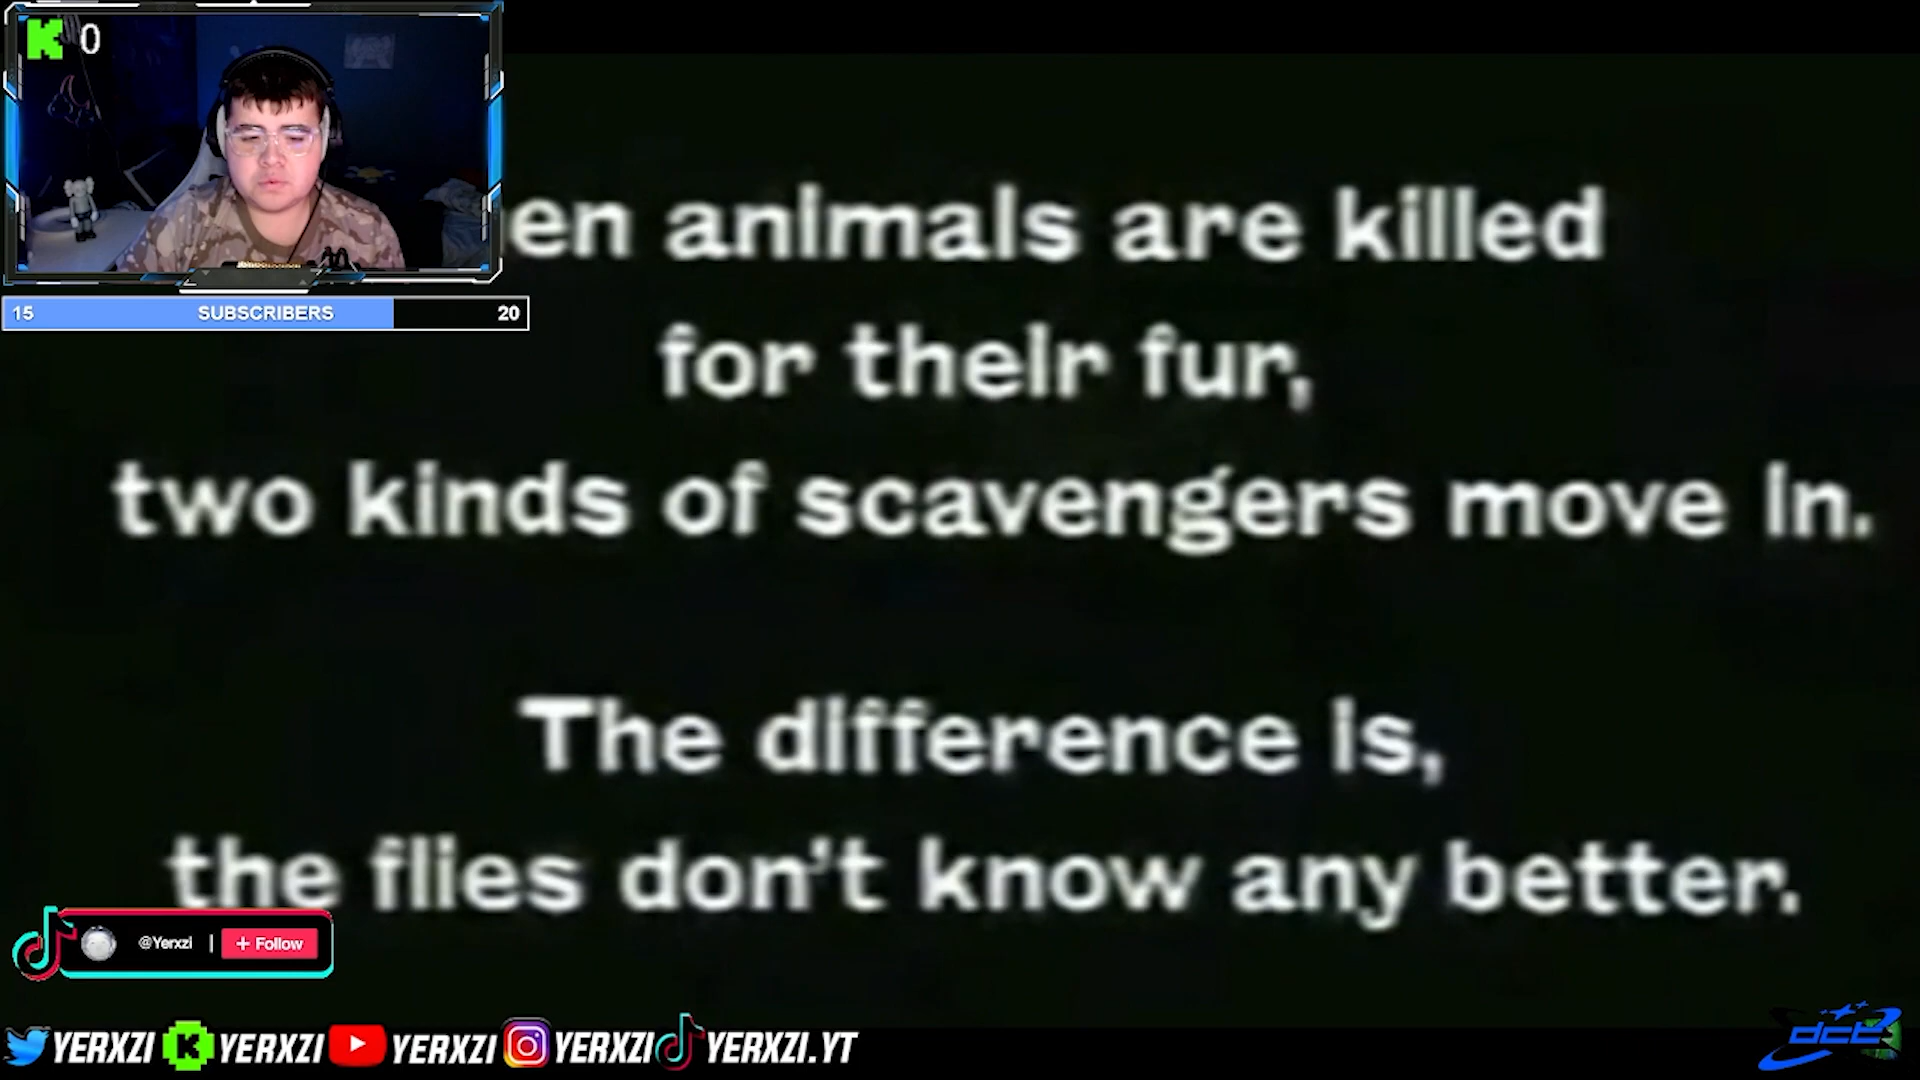 K 0
en animals are killed
for their fur,
two kinds of scavengers move in.
15 SUBSCRIBERS 20
The difference is,
the flies don't know any better.
@Yerxzi | + Follow
YERXZI K YERXZI YERXZI YERXZI YERXZI.YT
dce